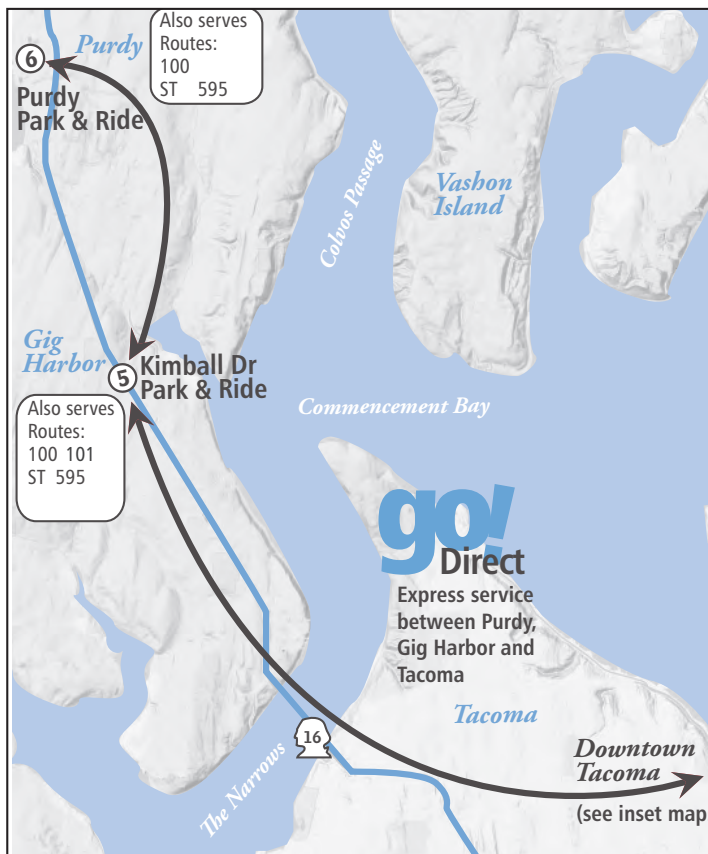 Also serves
Routes:
100
ST 595
Purdy
6
Purdy
Park & Ride
Colvos Passage
Vashon
Island
Gig
Harbor
5
Kimball Dr
Park & Ride
Also serves
Routes:
100 101
ST 595
Commencement Bay
go!
Direct
Express service
between Purdy,
Gig Harbor and
Tacoma
Tacoma
16
The Narrows
Downtown
Tacoma
(see inset map